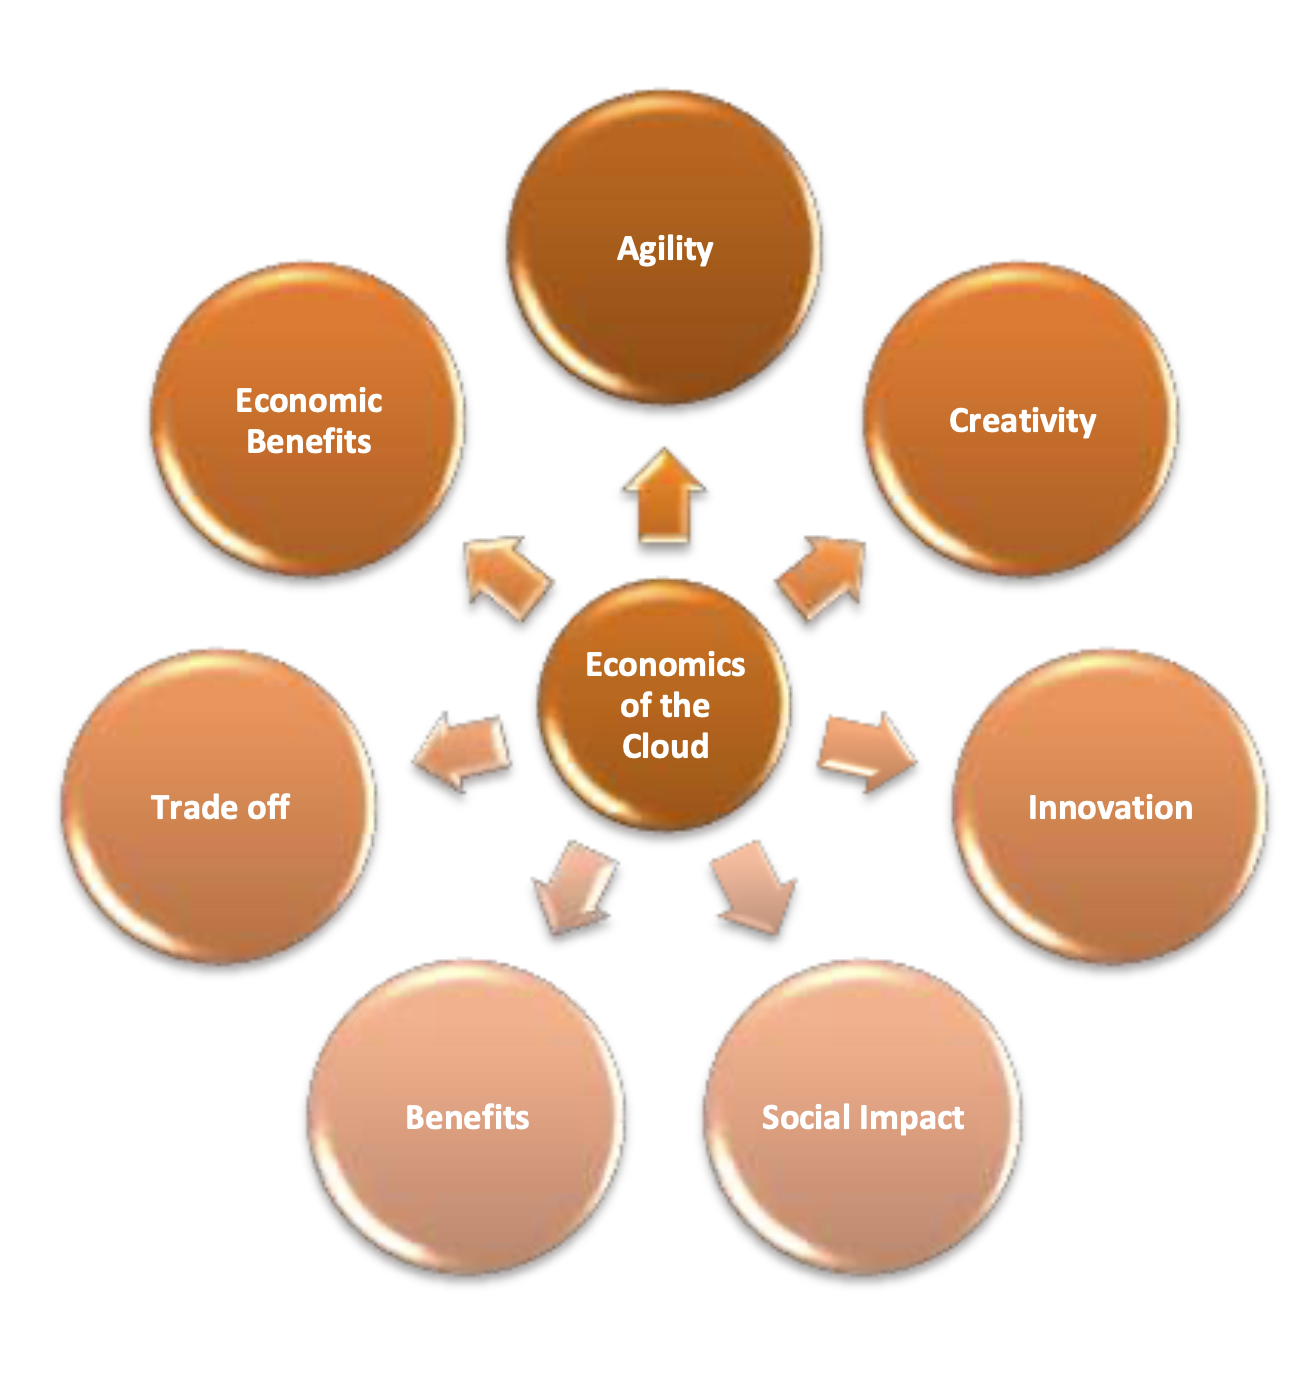 Agility
Economic
Benefits
Creativity
Economics
of the
Cloud
Trade off
Innovation
Benefits
Social Impact